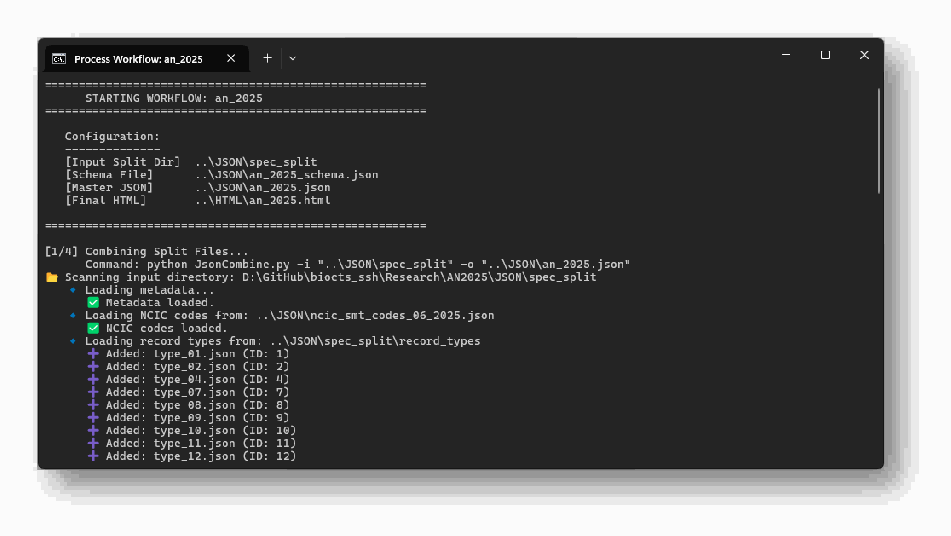 Process Workflow: an_2025
========================================================
STARTING WORKFLOW: an_2025
========================================================
Configuration:
--------------
[Input Split Dir]  ..\JSON\spec_split
[Schema File]      ..\JSON\an_2025_schema.json
[Master JSON]      ..\JSON\an_2025.json
[Final HTML]       ..\HTML\an_2025.html
========================================================
[1/4] Combining Split Files...
Command: python JsonCombine.py -i "..\JSON\spec_split" -o "..\JSON\an_2025.json"
📂 Scanning input directory: D:\GitHub\biocts_ssh\Research\AN2025\JSON\spec_split
🔹 Loading metadata...
✅ Metadata loaded.
🔹 Loading NCIC codes from: ..\JSON\ncic_smt_codes_06_2025.json
✅ NCIC codes loaded.
🔹 Loading record types from: ..\JSON\spec_split\record_types
➕ Added: type_01.json (ID: 1)
➕ Added: type_02.json (ID: 2)
➕ Added: type_04.json (ID: 4)
➕ Added: type_07.json (ID: 7)
➕ Added: type_08.json (ID: 8)
➕ Added: type_09.json (ID: 9)
➕ Added: type_10.json (ID: 10)
➕ Added: type_11.json (ID: 11)
➕ Added: type_12.json (ID: 12)